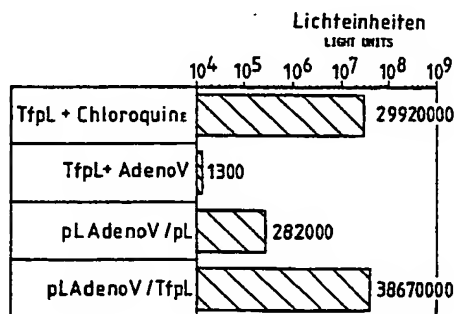 Lichteinheiten
LIGHT UNITS
10⁴ 10⁵ 10⁶ 10⁷ 10⁸ 10⁹
TfpL + Chloroquine 29920000
TfpL + AdenoV 1300
pLAdenoV/pL 282000
pLAdenoV/TfpL 38670000